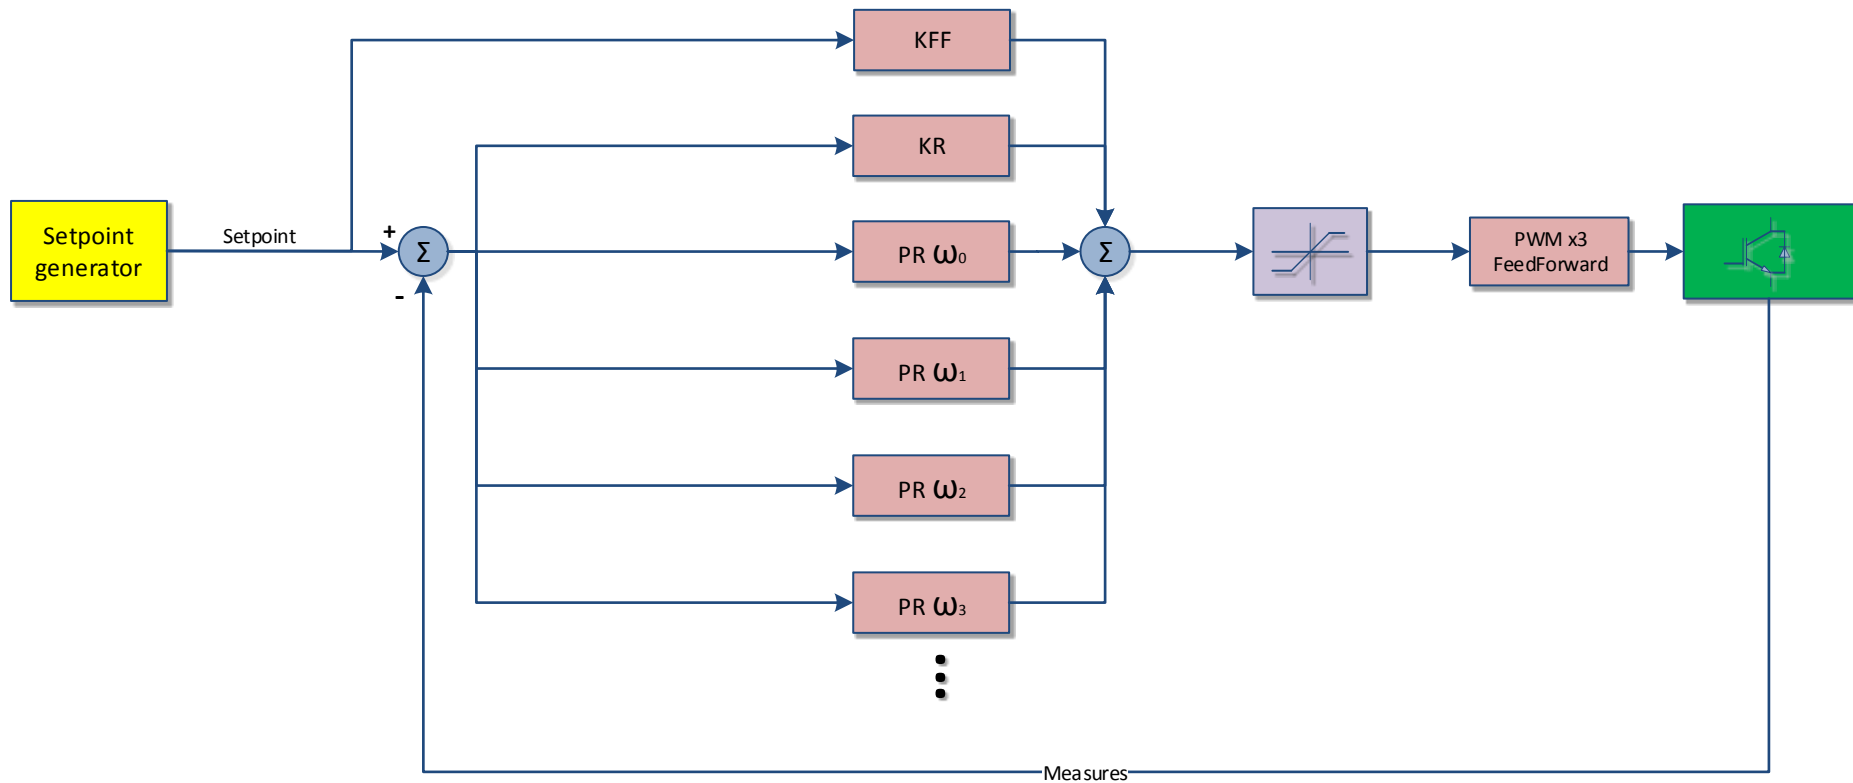 KFF
KR
Setpoint
generator
Setpoint
+
Σ
-
PR ω₀
Σ
PWM x3
FeedForward
PR ω₁
PR ω₂
PR ω₃
Measures